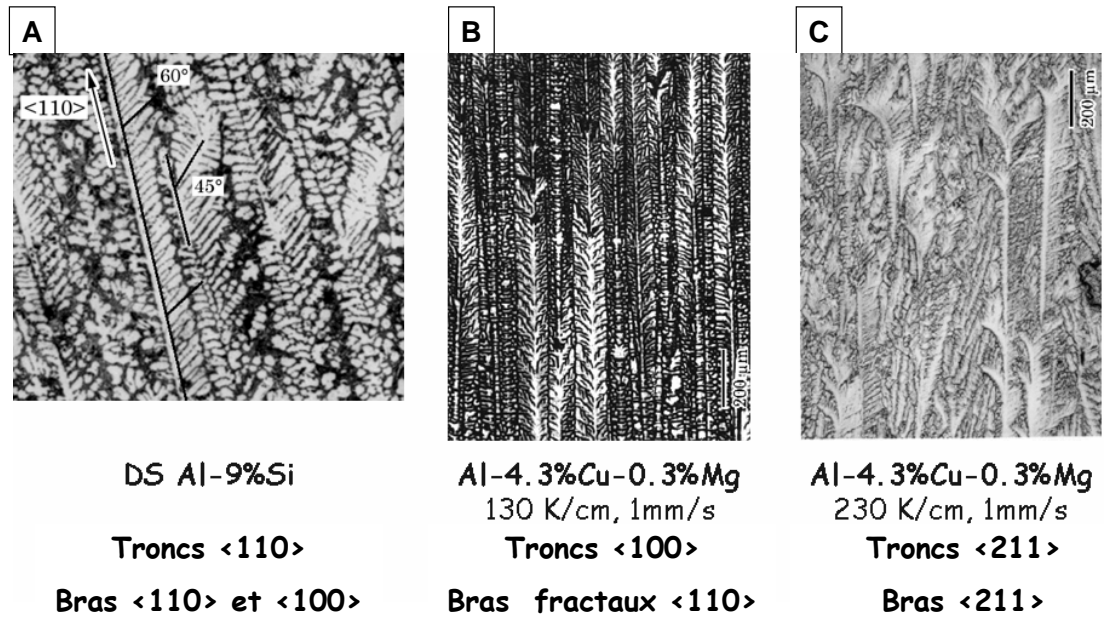 A
B
C
60°
<110>
45°
200 µm
200 µm
DS Al-9%Si
Al-4.3%Cu-0.3%Mg
Al-4.3%Cu-0.3%Mg
130 K/cm, 1mm/s
230 K/cm, 1mm/s
Troncs <110>
Troncs <100>
Troncs <211>
Bras <110> et <100>
Bras fractaux <110>
Bras <211>